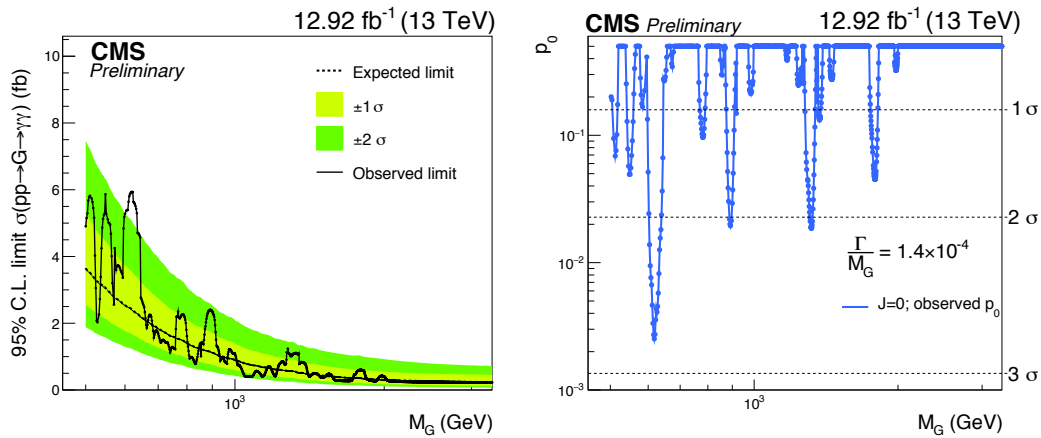 12.92 fb⁻¹ (13 TeV)
CMS
Preliminary
Expected limit
±1 σ
±2 σ
Observed limit
95% C.L. limit σ(pp→G→γγ) (fb)
10
8
6
4
2
0
10³
M_G (GeV)
CMS Preliminary
12.92 fb⁻¹ (13 TeV)
p₀
10⁻¹
10⁻²
10⁻³
1 σ
2 σ
3 σ
Γ
M_G = 1.4×10⁻⁴
J=0; observed p₀
10³
M_G (GeV)